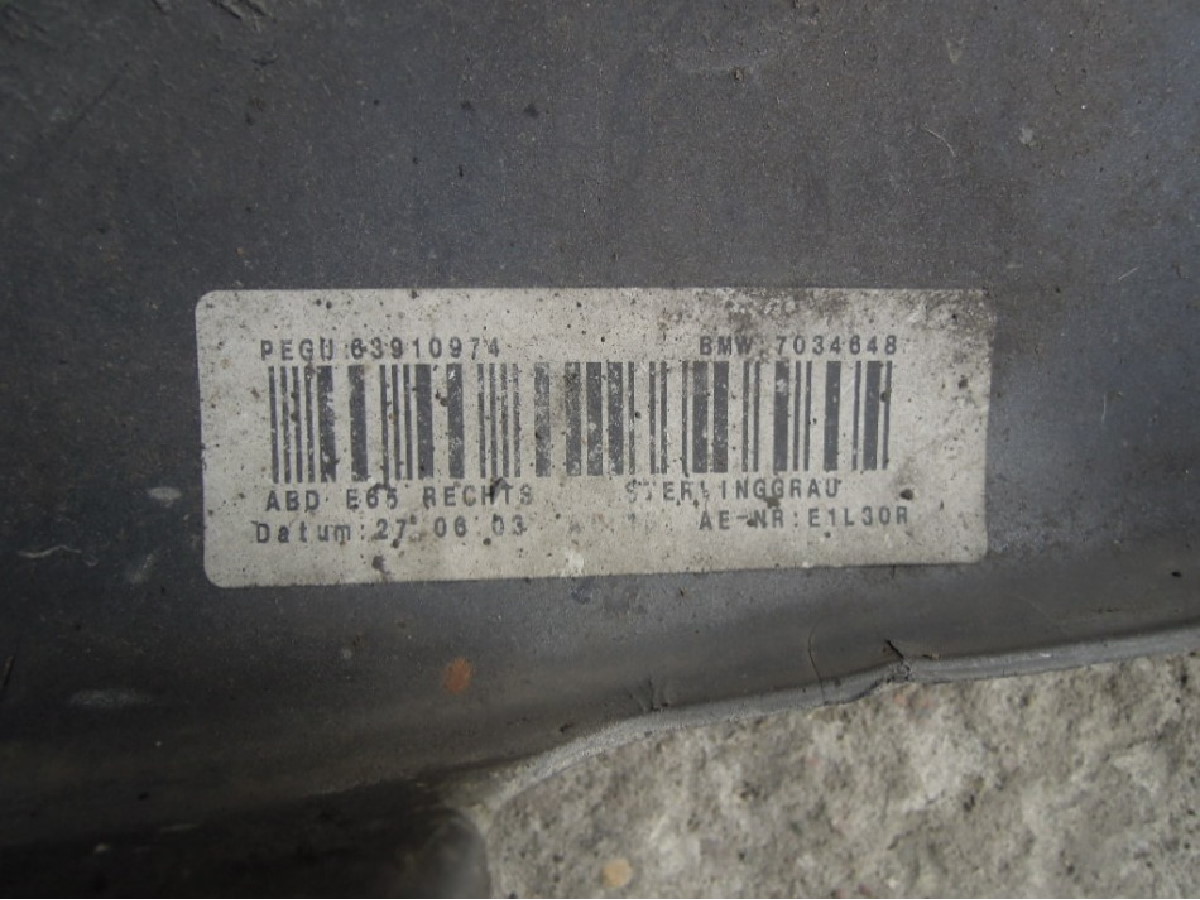 PEGU:63910974 BMW:7034648
ABD E65 RECHTS STERLINGGRAU
Datum:27.06.03 AE-NR:E1L30R